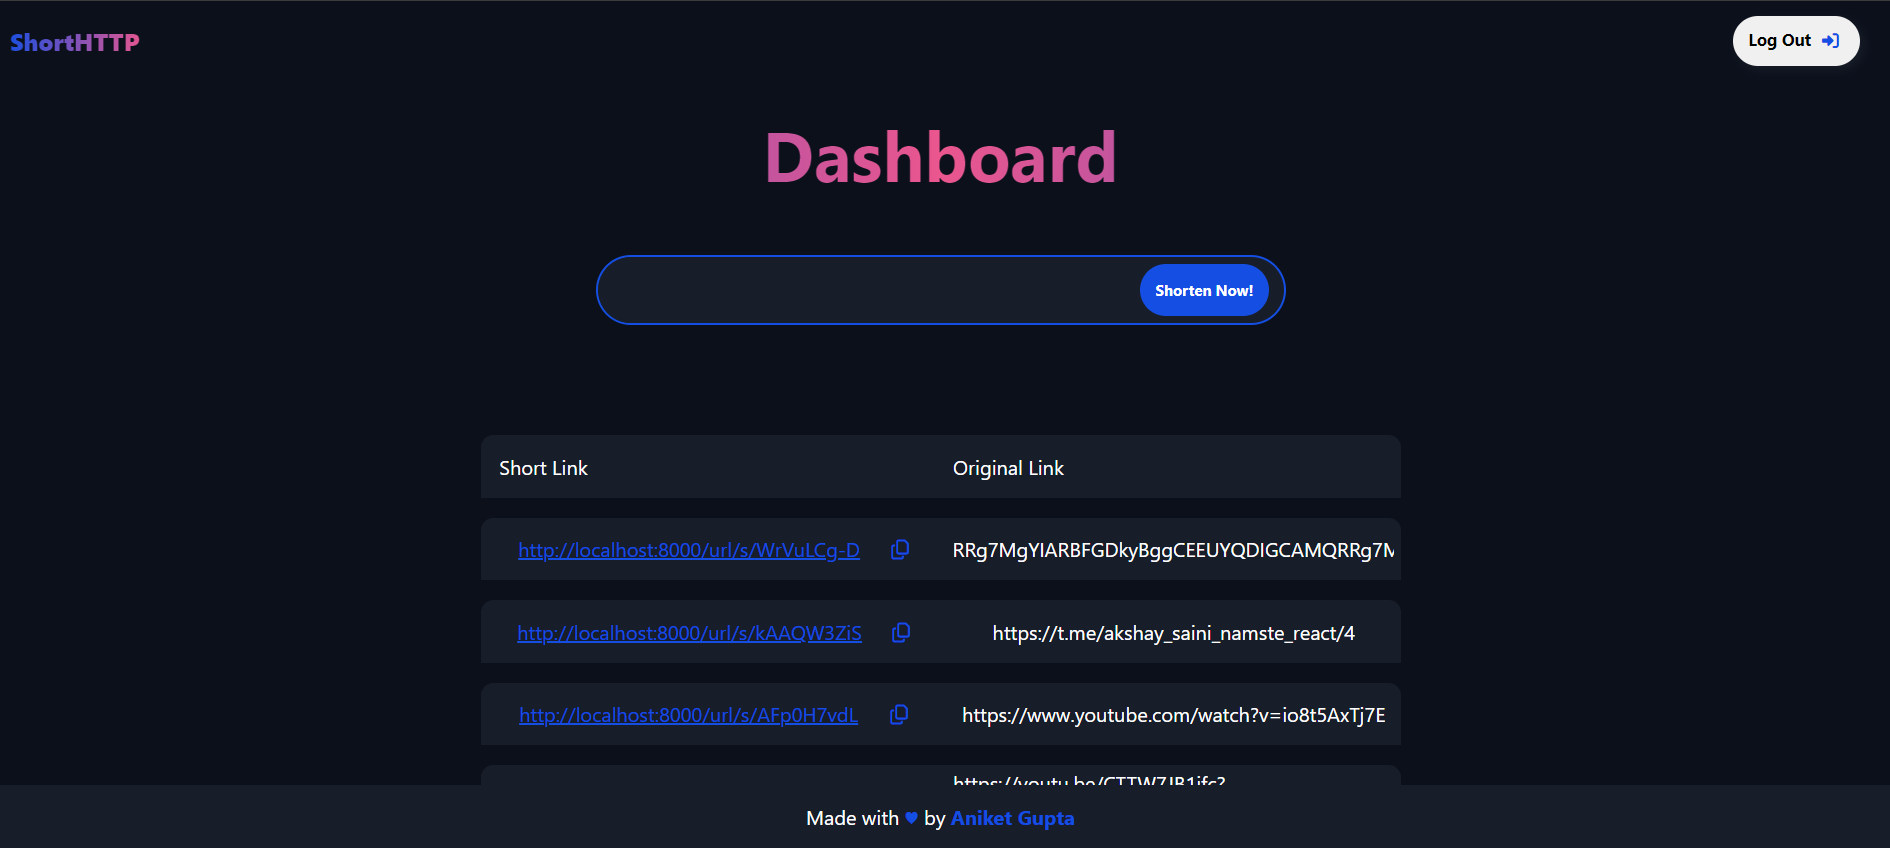 ShortHTTP
Log Out
Dashboard
Shorten Now!
Short Link Original Link
http://localhost:8000/url/s/WrVuLCg-D RRg7MgYIARBFGDkyBggCEEUYQDIGCAMQRRg7M
http://localhost:8000/url/s/kAAQW3ZiS https://t.me/akshay_saini_namste_react/4
http://localhost:8000/url/s/AFp0H7vdL https://www.youtube.com/watch?v=io8t5AxTj7E
Made with ♥ by Aniket Gupta